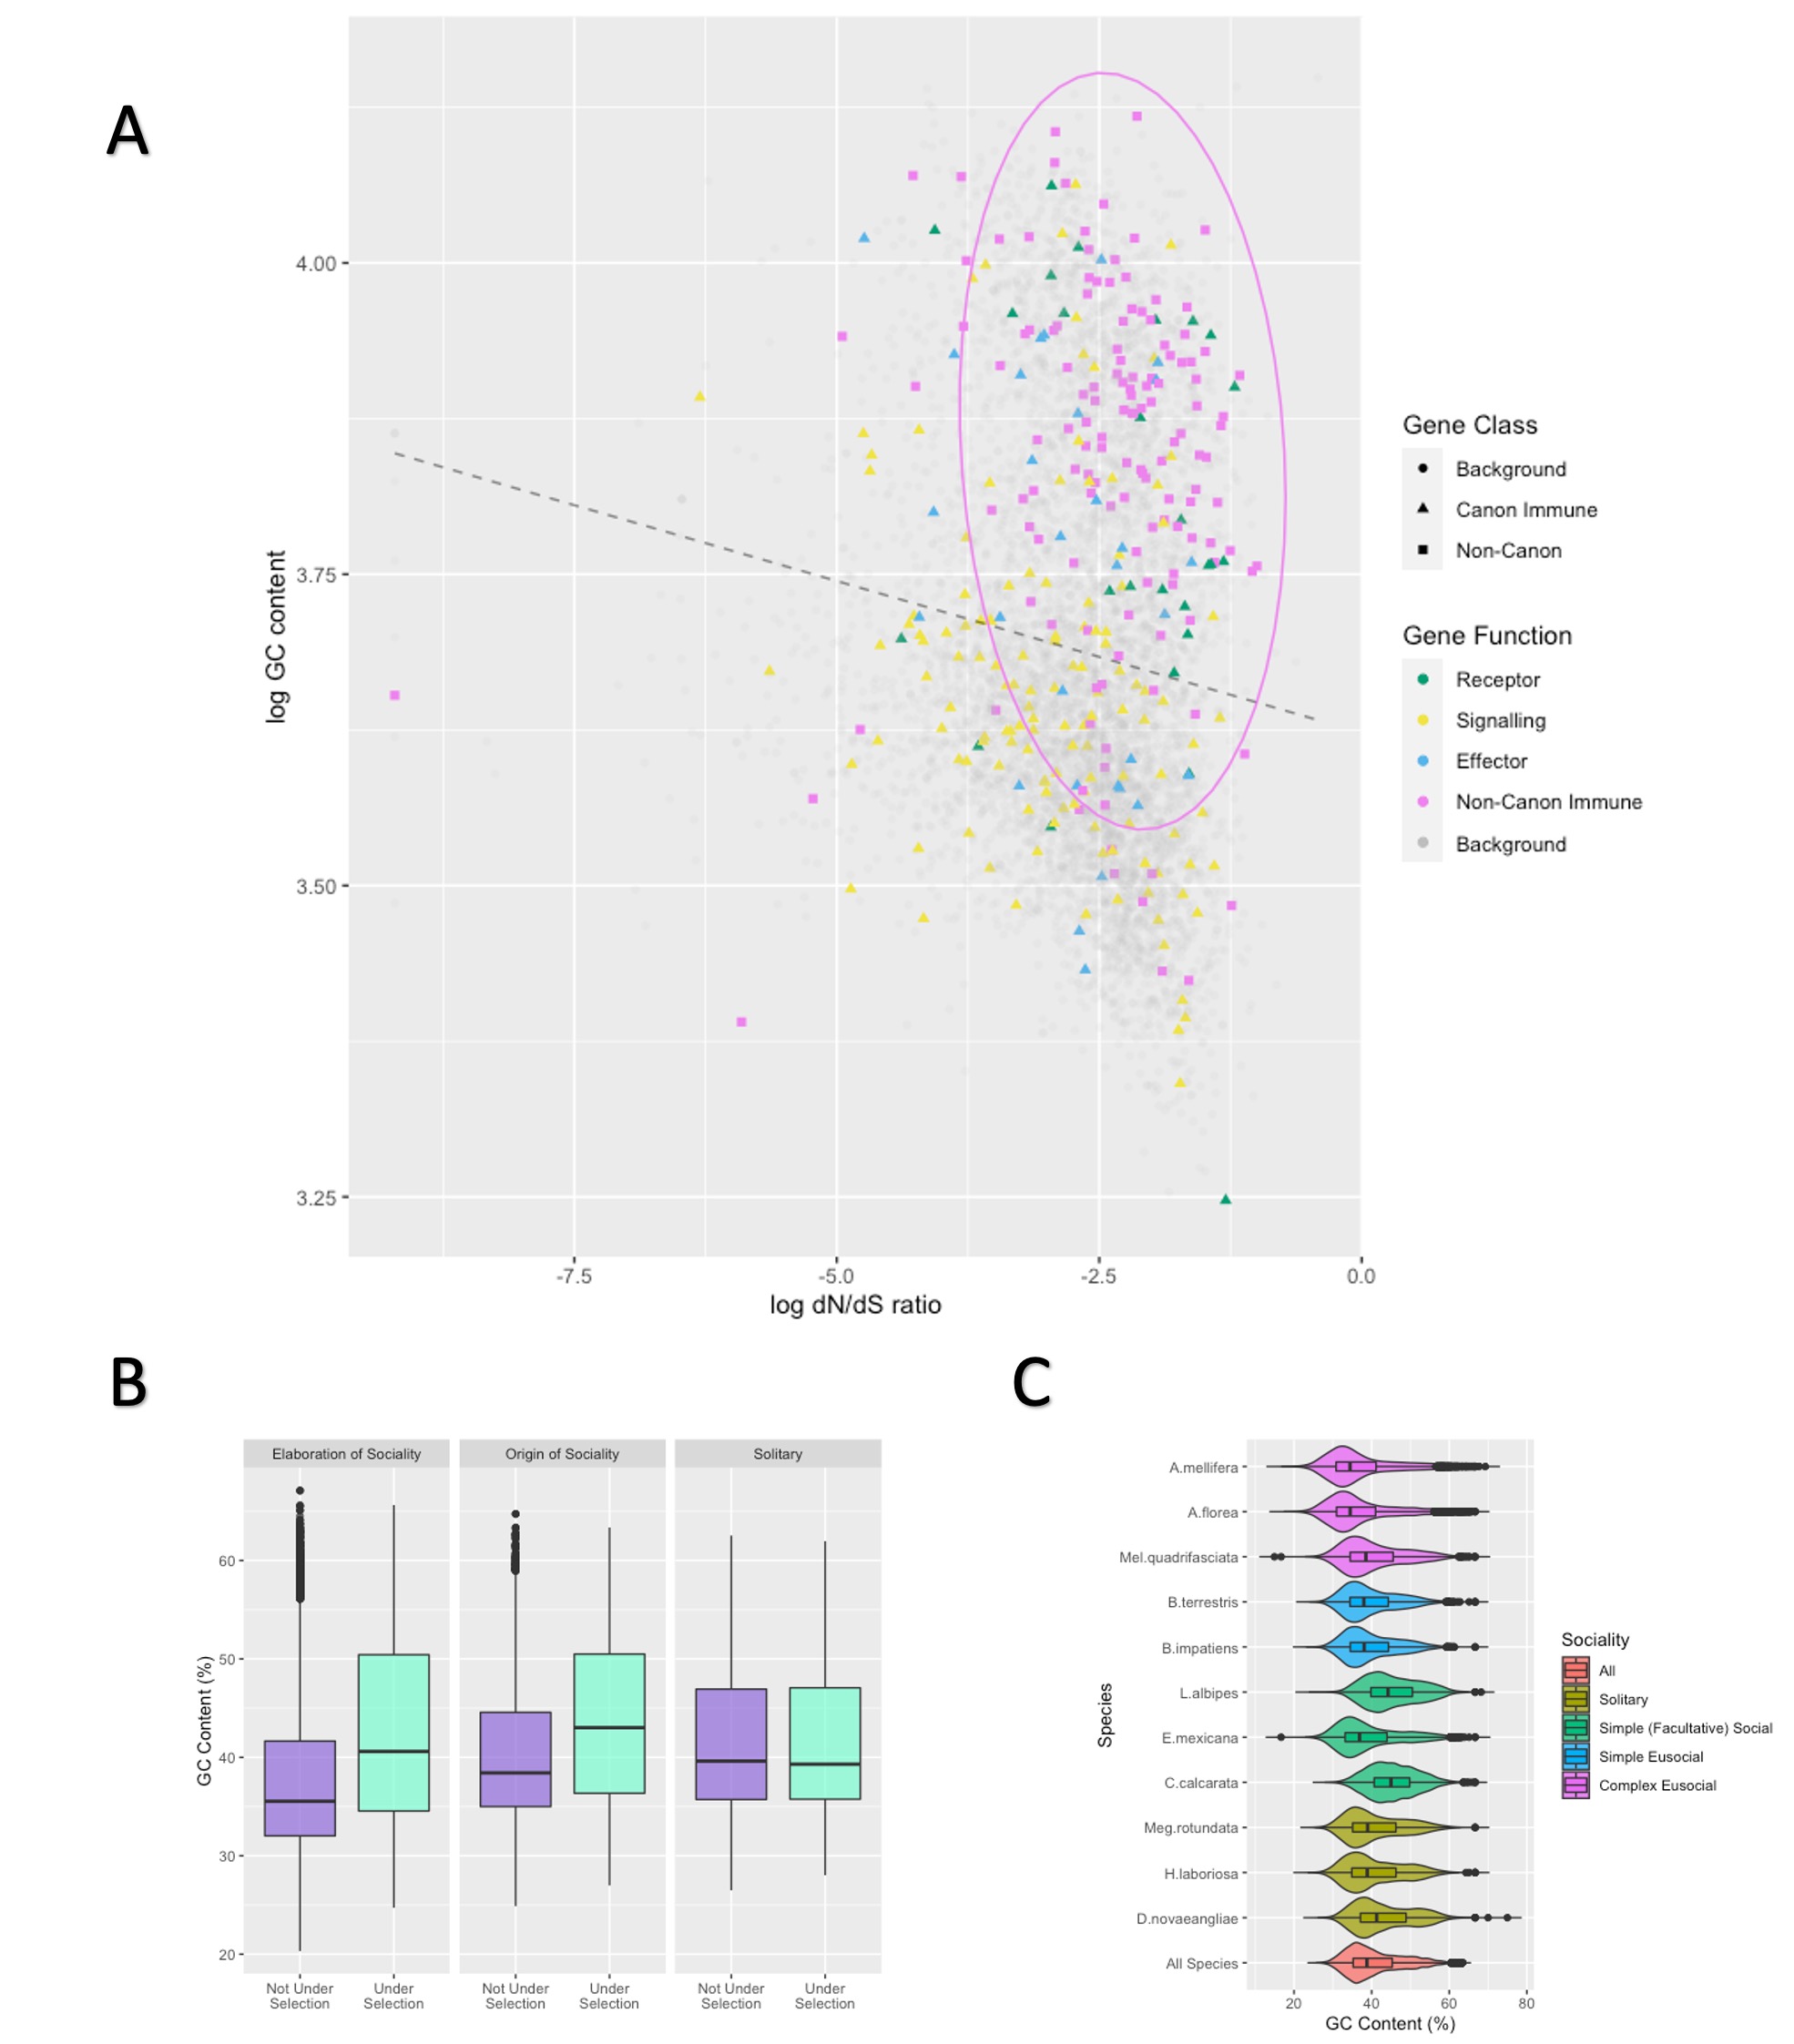 A
log GC content
4.00
3.75
3.50
3.25
-7.5
-5.0
-2.5
0.0
log dN/dS ratio
Gene Class
Background
Canon Immune
Non-Canon
Gene Function
Receptor
Signalling
Effector
Non-Canon Immune
Background
B
Elaboration of Sociality
Origin of Sociality
Solitary
GC Content (%)
60
50
40
30
20
Not Under
Selection
Under
Selection
Not Under
Selection
Under
Selection
Not Under
Selection
Under
Selection
C
Species
A.mellifera
A.florea
Mel.quadrifasciata
B.terrestris
B.impatiens
L.albipes
E.mexicana
C.calcarata
Meg.rotundata
H.laboriosa
D.novaeangliae
All Species
20
40
60
80
GC Content (%)
Sociality
All
Solitary
Simple (Facultative) Social
Simple Eusocial
Complex Eusocial